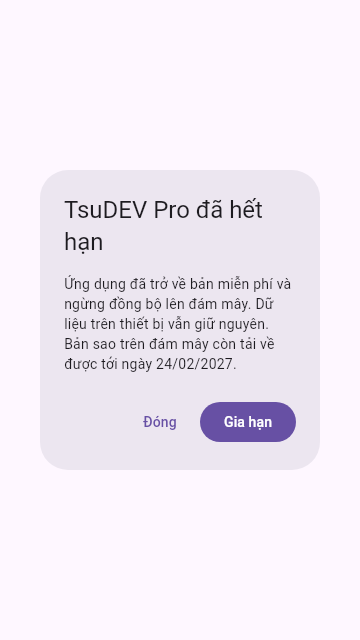 TsuDEV Pro đã hết
hạn
Ứng dụng đã trở về bản miễn phí và
ngừng đồng bộ lên đám mây. Dữ
liệu trên thiết bị vẫn giữ nguyên.
Bản sao trên đám mây còn tải về
được tới ngày 24/02/2027.
Đóng
Gia hạn